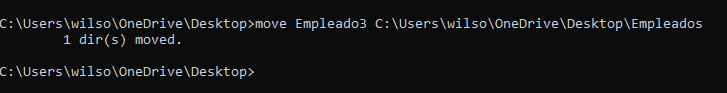 C:\Users\wilso\OneDrive\Desktop>move Empleado3 C:\Users\wilso\OneDrive\Desktop\Empleados
        1 dir(s) moved.
C:\Users\wilso\OneDrive\Desktop>